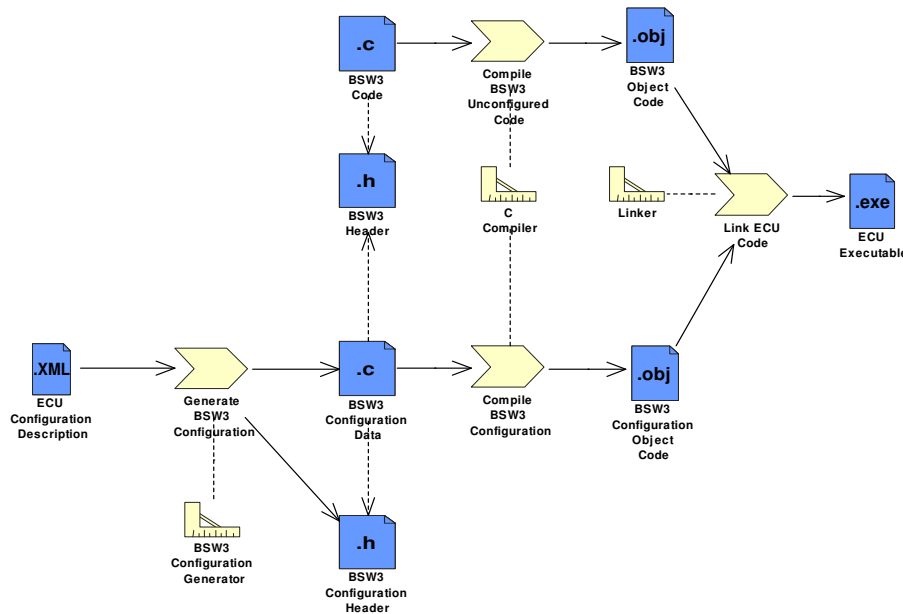 .c
BSW3
Code
Compile
BSW3
Unconfigured
Code
.obj
BSW3
Object
Code
.h
BSW3
Header
C
Compiler
Linker
Link ECU
Code
.exe
ECU
Executable
.XML
ECU
Configuration
Description
Generate
BSW3
Configuration
.c
BSW3
Configuration
Data
Compile
BSW3
Configuration
.obj
BSW3
Configuration
Object
Code
BSW3
Configuration
Generator
.h
BSW3
Configuration
Header